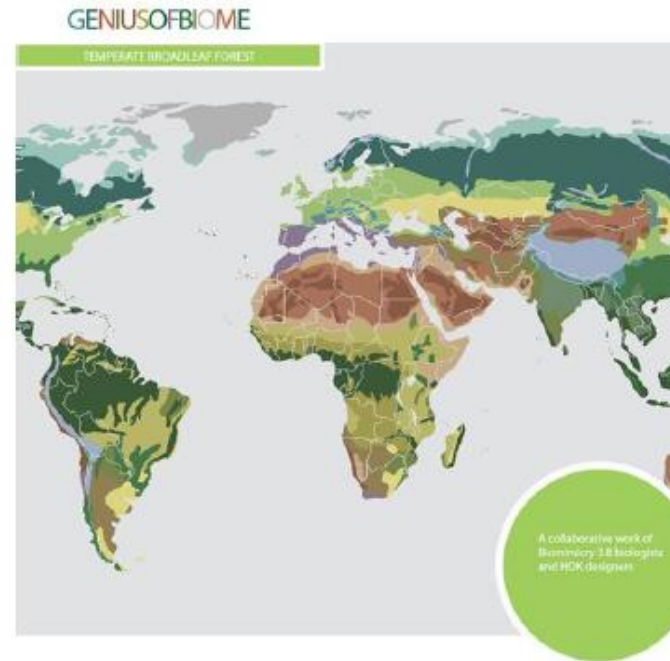 GENIUSOFBIOME
TEMPERATE BROADLEAF FOREST
A collaborative work of
Biomimicry 3.8 biologists
and HOK designers